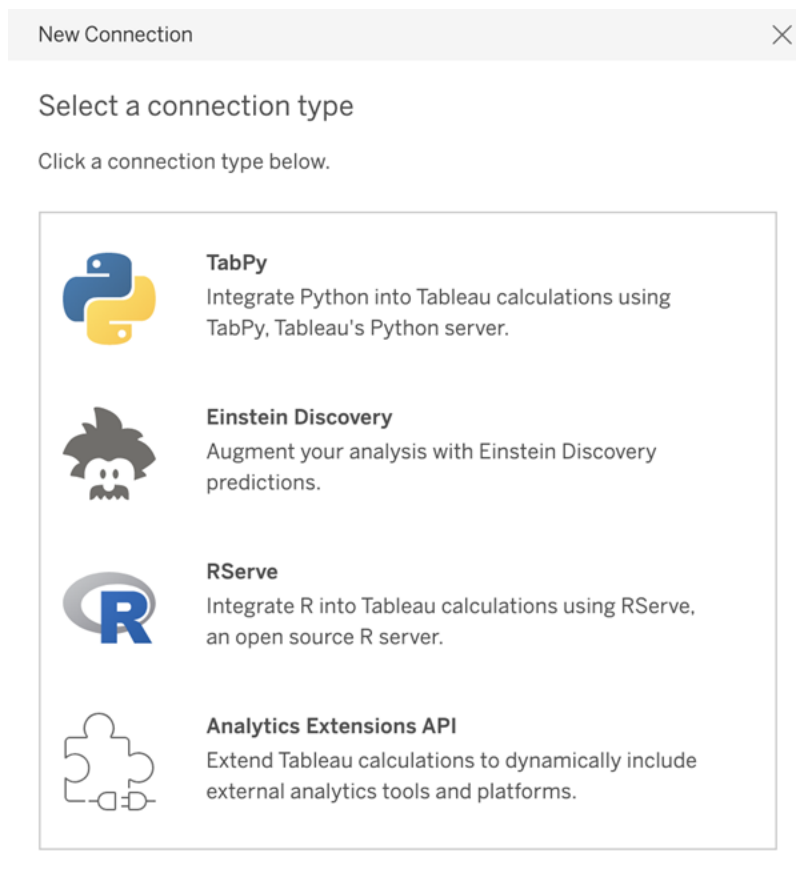 New Connection
Select a connection type
Click a connection type below.
TabPy
Integrate Python into Tableau calculations using
TabPy, Tableau's Python server.
Einstein Discovery
Augment your analysis with Einstein Discovery
predictions.
RServe
Integrate R into Tableau calculations using RServe,
an open source R server.
Analytics Extensions API
Extend Tableau calculations to dynamically include
external analytics tools and platforms.